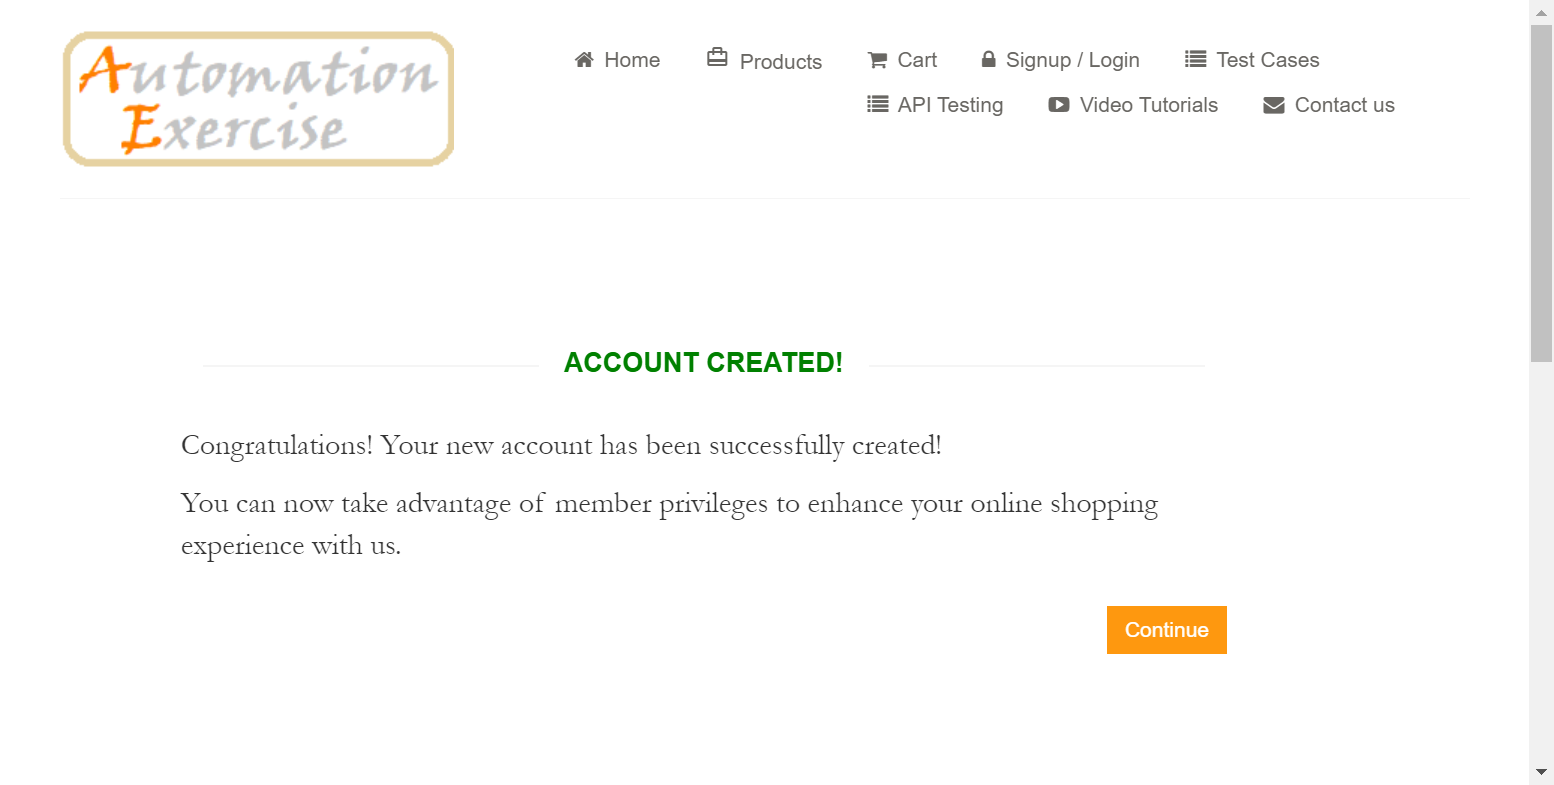 Automation
Exercise
Home
Products
Cart
Signup / Login
Test Cases
API Testing
Video Tutorials
Contact us
ACCOUNT CREATED!
Congratulations! Your new account has been successfully created!
You can now take advantage of member privileges to enhance your online shopping
experience with us.
Continue